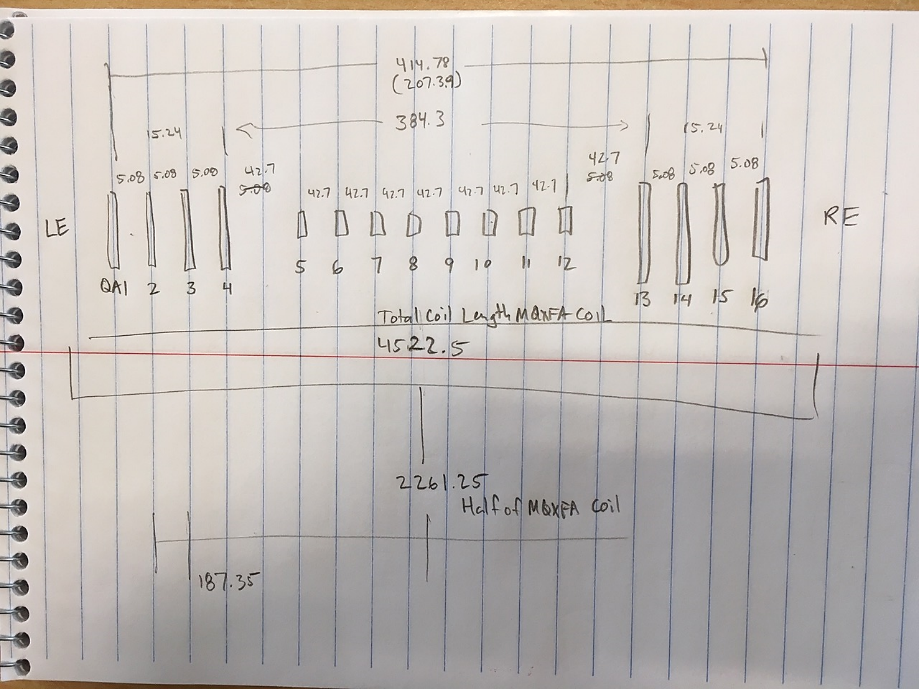 414.78
(207.39)
384.3
15.24
15.24
5.08 5.08 5.08 42.7
5.08
42.7 42.7 42.7 42.7 42.7 42.7 42.7
42.7
5.08
5.08 5.08 5.08
LE
RE
QA1 2 3 4 5 6 7 8 9 10 11 12 13 14 15 16
Total Coil Length MQXFA COIL
4522.5
2261.25
Half of MQXFA Coil
187.35